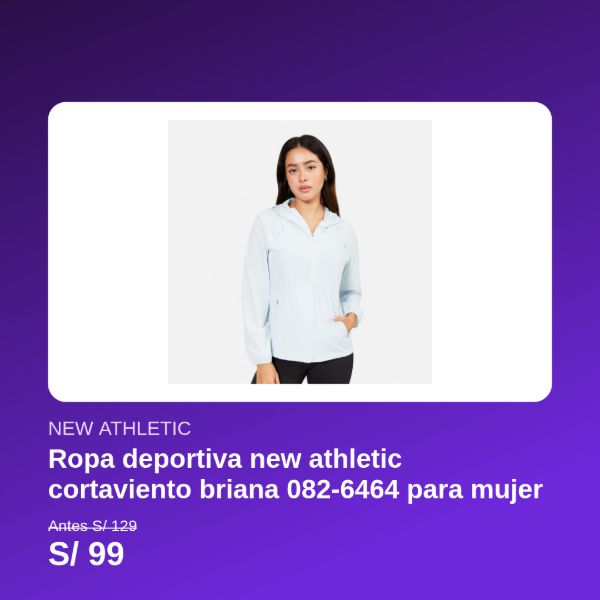 NEW ATHLETIC
Ropa deportiva new athletic
cortaviento briana 082-6464 para mujer
Antes S/ 129
S/ 99